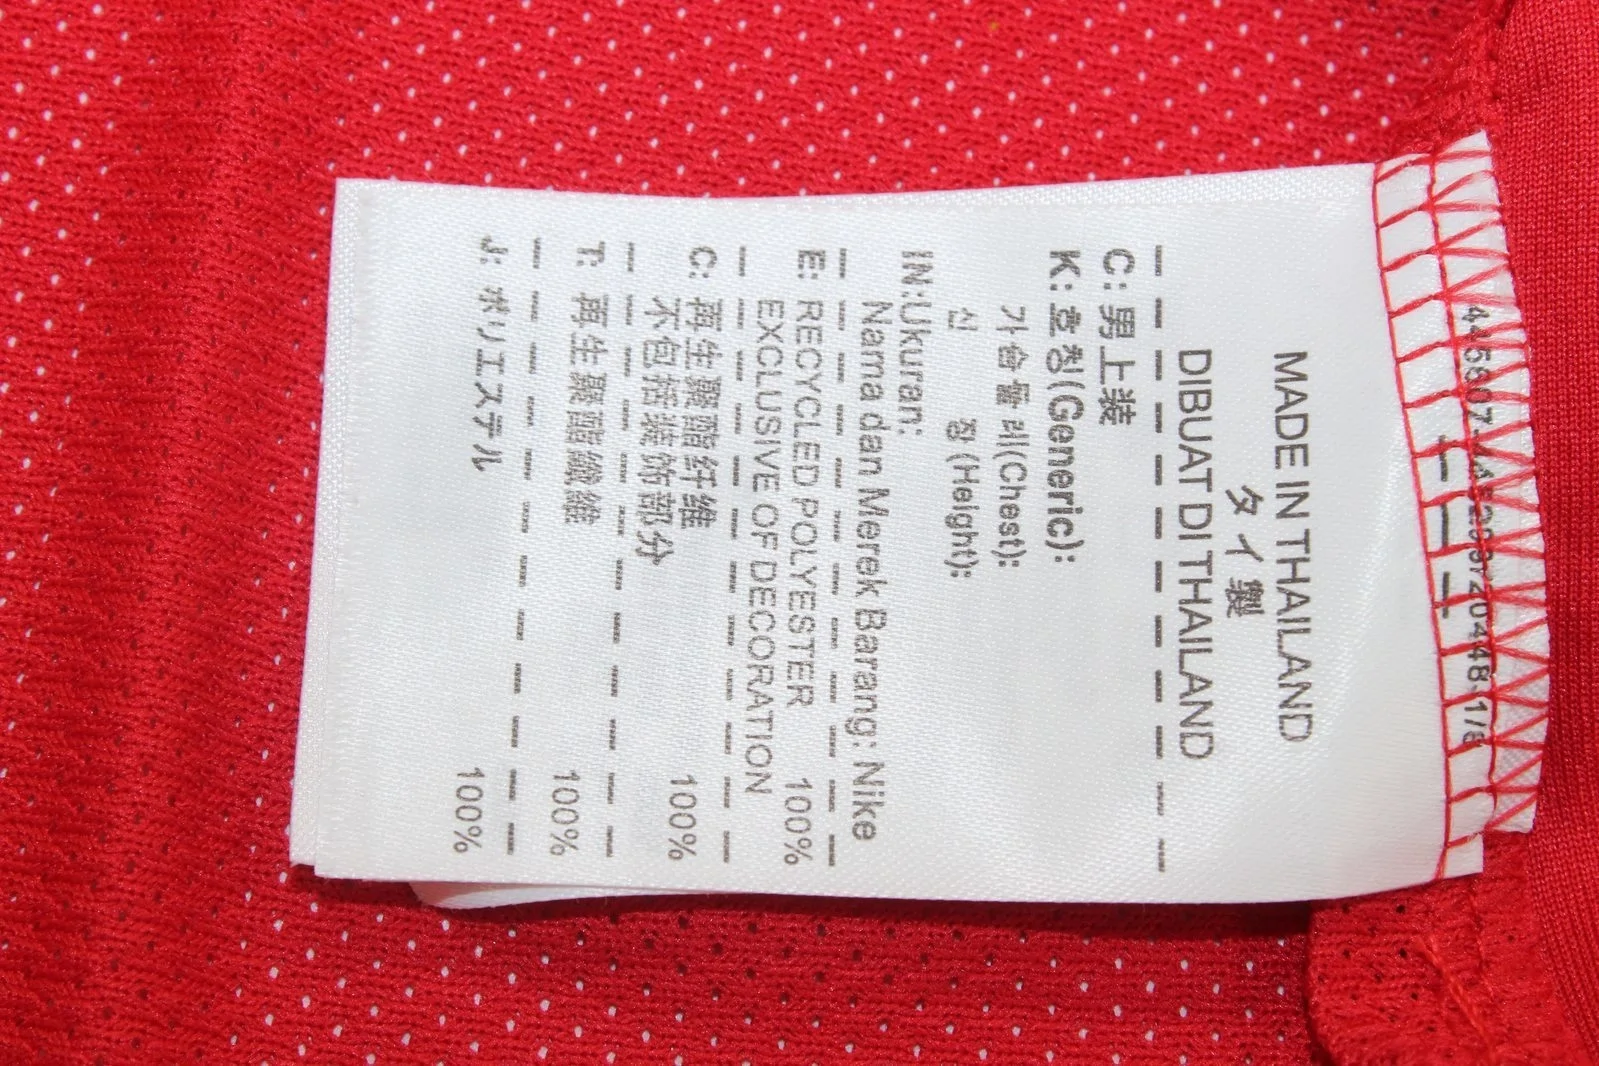 MADE IN THAILAND
タイ製
DIBUAT DI THAILAND
C: 男上装
K: 호칭(Generic):
가슴둘레(Chest):
신 장(Height):
IN:Ukuran:
Nama dan Merek Barang: Nike
E: RECYCLED POLYESTER 100%
EXCLUSIVE OF DECORATION
C: 再生聚酯纤维 100%
不包括装饰部分
T: 再生聚酯纖維 100%
J: ポリエステル 100%